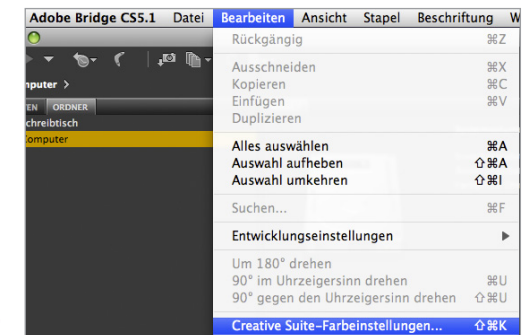 Adobe Bridge CS5.1 Datei Bearbeiten Ansicht Stapel Beschriftung W
Rückgängig ⌘Z
Ausschneiden ⌘X
Kopieren ⌘C
Einfügen ⌘V
Duplizieren
Alles auswählen ⌘A
Auswahl aufheben ⇧⌘A
Auswahl umkehren ⇧⌘I
Suchen... ⌘F
Entwicklungseinstellungen ▶
Um 180° drehen
90° im Uhrzeigersinn drehen ⌘U
90° gegen den Uhrzeigersinn drehen ⇧⌘U
Creative Suite-Farbeinstellungen... ⇧⌘K
mputer >
EN ORDNER
chreibtisch
omputer